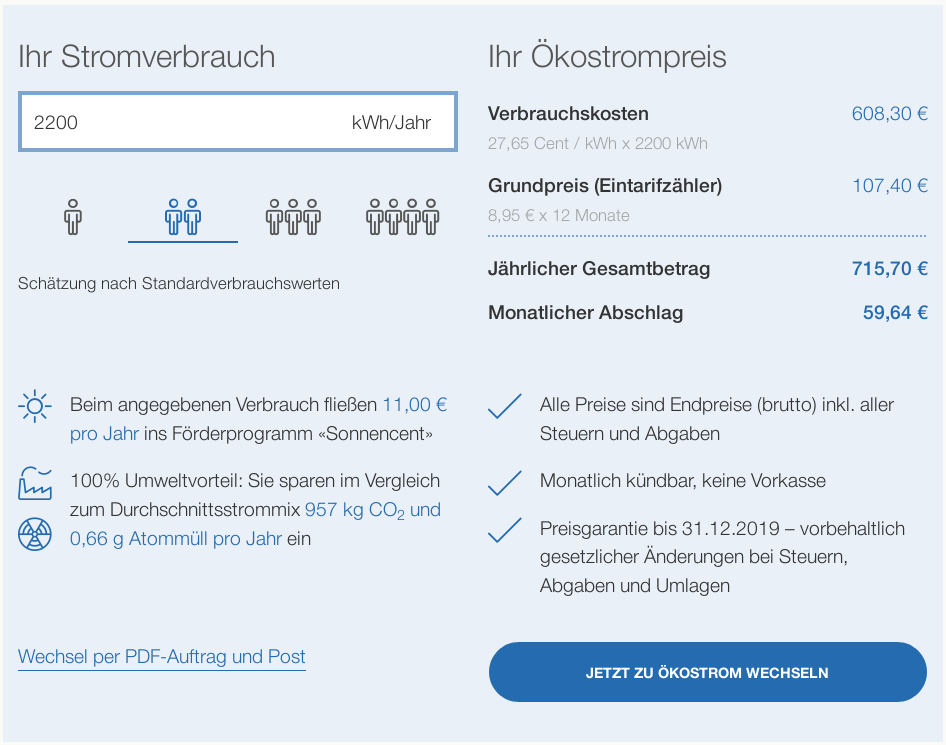 Ihr Stromverbrauch
2200 kWh/Jahr
Schätzung nach Standardverbrauchswerten
Ihr Ökostrompreis
Verbrauchskosten 608,30 €
27,65 Cent / kWh x 2200 kWh
Grundpreis (Eintarifzähler) 107,40 €
8,95 € x 12 Monate
Jährlicher Gesamtbetrag 715,70 €
Monatlicher Abschlag 59,64 €
Beim angegebenen Verbrauch fließen 11,00 €
pro Jahr ins Förderprogramm «Sonnencent»
100% Umweltvorteil: Sie sparen im Vergleich
zum Durchschnittsstrommix 957 kg CO₂ und
0,66 g Atommüll pro Jahr ein
Alle Preise sind Endpreise (brutto) inkl. aller
Steuern und Abgaben
Monatlich kündbar, keine Vorkasse
Preisgarantie bis 31.12.2019 – vorbehaltlich
gesetzlicher Änderungen bei Steuern,
Abgaben und Umlagen
Wechsel per PDF-Auftrag und Post
JETZT ZU ÖKOSTROM WECHSELN